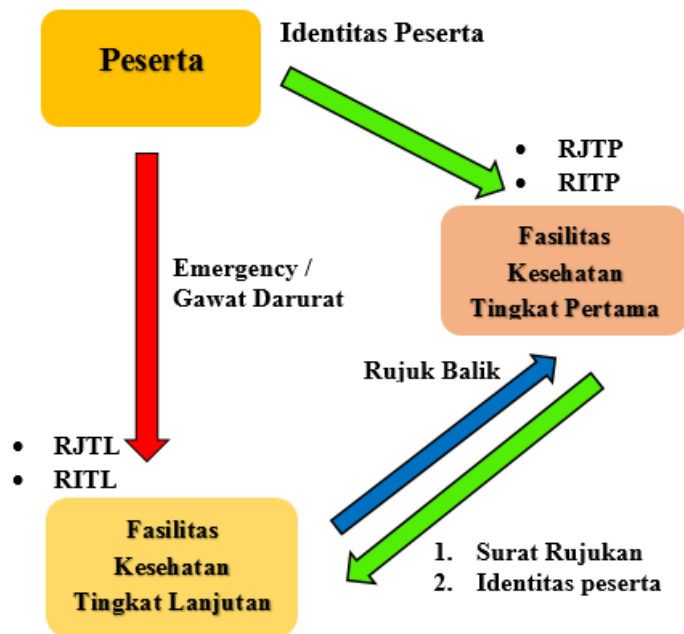 Peserta
Identitas Peserta
• RJTP
• RITP
Fasilitas
Kesehatan
Tingkat Pertama
Emergency /
Gawat Darurat
Rujuk Balik
• RJTL
• RITL
Fasilitas
Kesehatan
Tingkat Lanjutan
1. Surat Rujukan
2. Identitas peserta